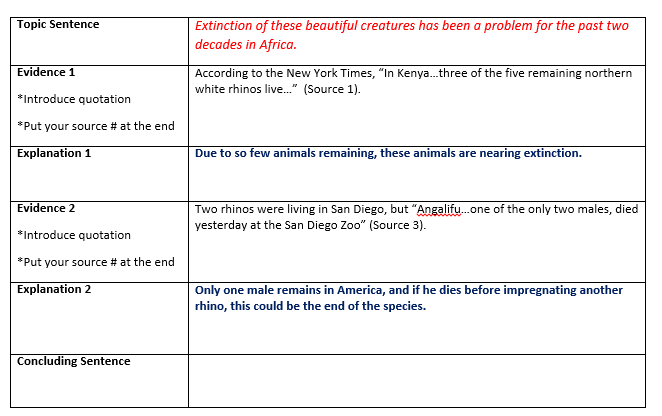 Topic Sentence
Extinction of these beautiful creatures has been a problem for the past two
decades in Africa.
Evidence 1
*Introduce quotation
*Put your source # at the end
According to the New York Times, “In Kenya…three of the five remaining northern
white rhinos live…”  (Source 1).
Explanation 1
Due to so few animals remaining, these animals are nearing extinction.
Evidence 2
*Introduce quotation
*Put your source # at the end
Two rhinos were living in San Diego, but “Angalifu…one of the only two males, died
yesterday at the San Diego Zoo” (Source 3).
Explanation 2
Only one male remains in America, and if he dies before impregnating another
rhino, this could be the end of the species.
Concluding Sentence